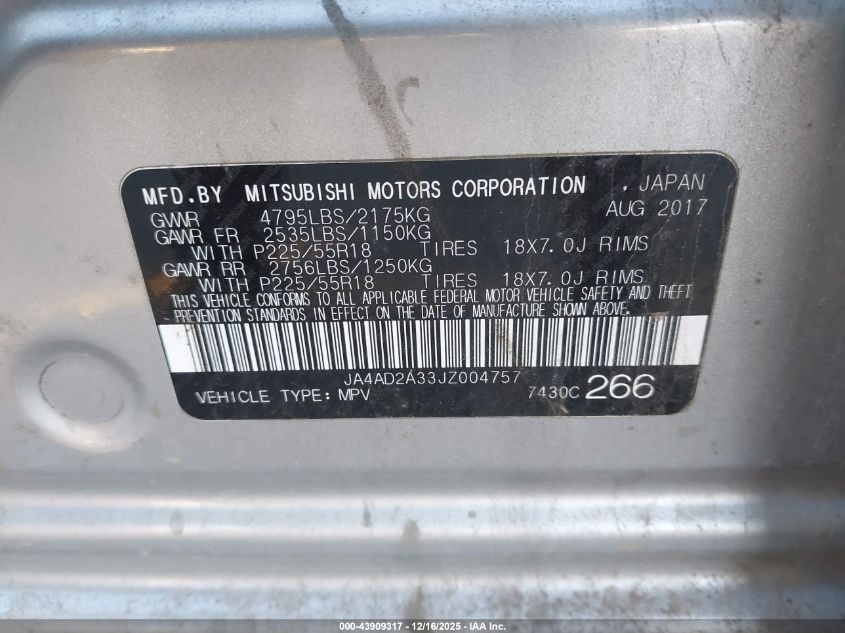 MFD.BY MITSUBISHI MOTORS CORPORATION , JAPAN
GWWR 4795LBS/2175KG AUG 2017
GAWR FR 2535LBS/1150KG
WITH P225/55R18 TIRES 18X7.0J RIMS
GAWR RR 2756LBS/1250KG
WITH P225/55R18 TIRES 18X7.0J RIMS
THIS VEHICLE CONFORMS TO ALL APPLICABLE FEDERAL MOTOR VEHICLE SAFETY AND THEFT
PREVENTION STANDARDS IN EFFECT ON THE DATE OF MANUFACTURE SHOWN ABOVE.
JA4AD2A33JZ004757
VEHICLE TYPE: MPV 7430C 266
000-43909317 - 12/16/2025 - IAA Inc.